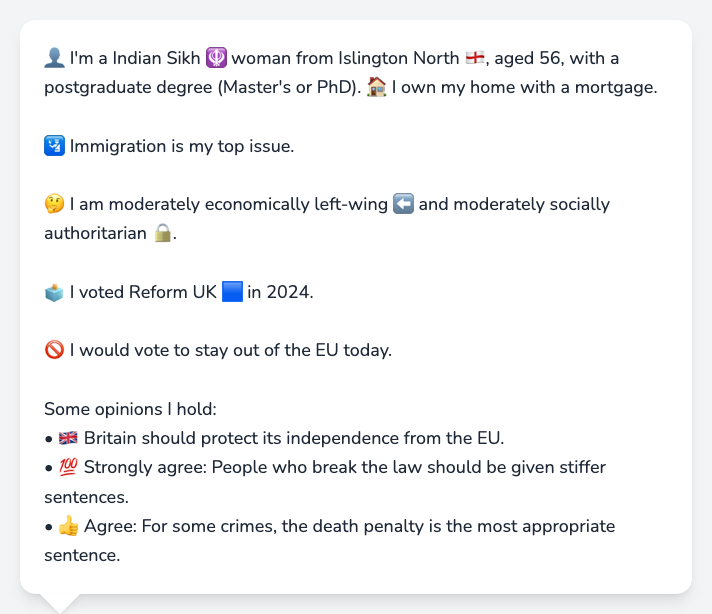 👤 I'm a Indian Sikh 🪯 woman from Islington North 🏴󠁧󠁢󠁥󠁮󠁧󠁿, aged 56, with a
postgraduate degree (Master's or PhD). 🏠 I own my home with a mortgage.
🛂 Immigration is my top issue.
🤔 I am moderately economically left-wing ⬅️ and moderately socially
authoritarian 🔒.
🗳️ I voted Reform UK 🟦 in 2024.
🚫 I would vote to stay out of the EU today.
Some opinions I hold:
• 🇬🇧 Britain should protect its independence from the EU.
• 💯 Strongly agree: People who break the law should be given stiffer
sentences.
• 👍 Agree: For some crimes, the death penalty is the most appropriate
sentence.